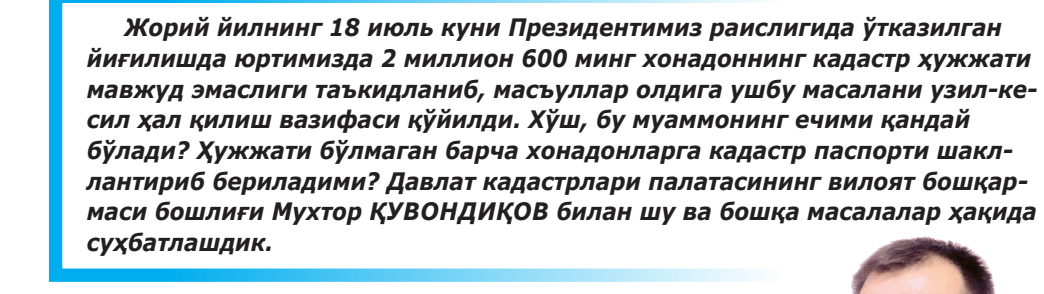 Жорий йилнинг 18 июль куни Президентимиз раислигида ўтказилган
йиғилишда юртимизда 2 миллион 600 минг хонадоннинг кадастр ҳужжати
мавжуд эмаслиги таъкидланиб, масъуллар олдига ушбу масалани узил-ке-
сил ҳал қилиш вазифаси қўйилди. Хўш, бу муаммонинг ечими қандай
бўлади? Ҳужжати бўлмаган барча хонадонларга кадастр паспорти шакл-
лантириб бериладими? Давлат кадастрлари палатасининг вилоят бошқар-
маси бошлиғи Мухтор ҚУВОНДИҚОВ билан шу ва бошқа масалалар ҳақида
суҳбатлашдик.